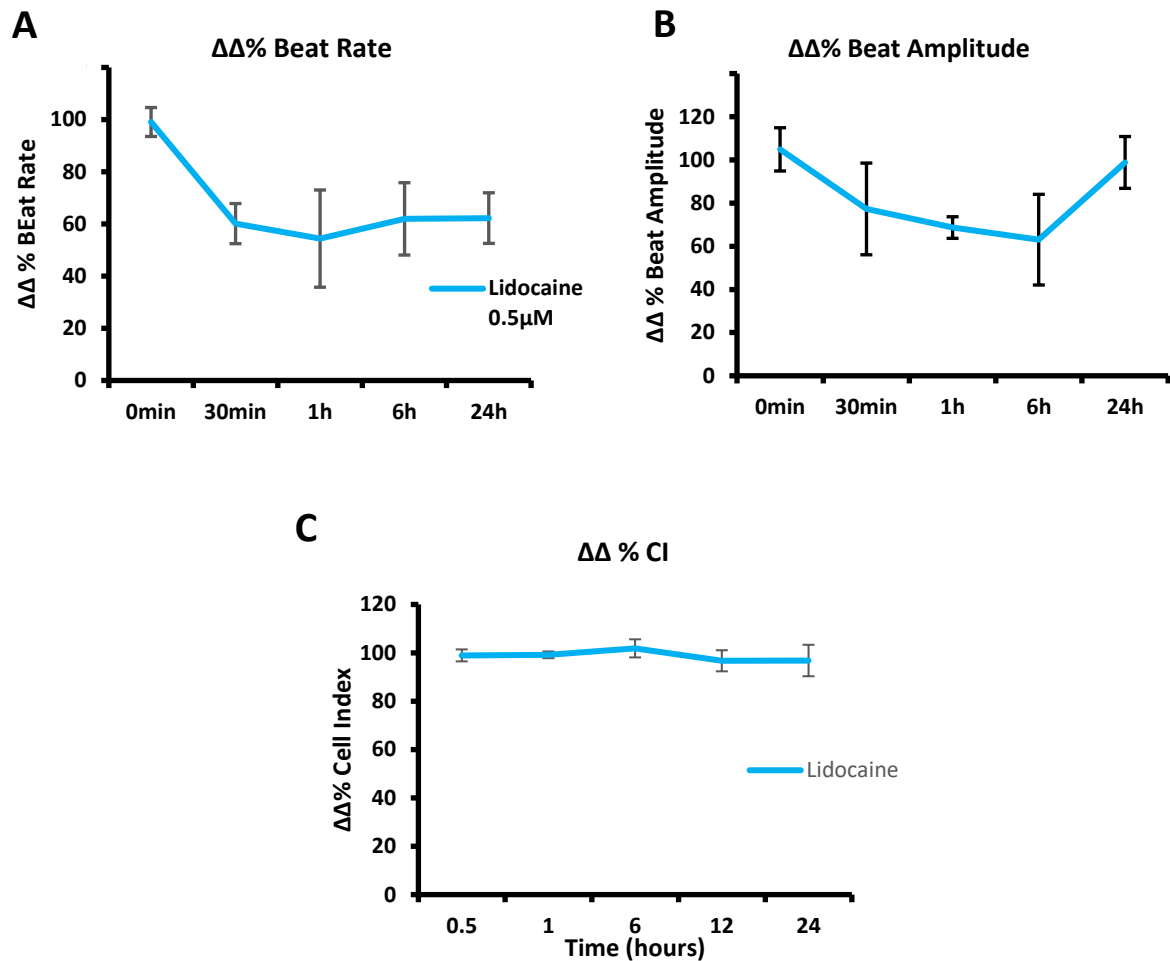 A
ΔΔ% Beat Rate
ΔΔ % BEat Rate
100
80
60
40
20
0
0min 30min 1h 6h 24h
Lidocaine
0.5µM
B
ΔΔ% Beat Amplitude
ΔΔ % Beat Amplitude
120
100
80
60
40
20
0
0min 30min 1h 6h 24h
C
ΔΔ % CI
ΔΔ% Cell Index
120
100
80
60
40
20
0
0.5 1 6 12 24
Time (hours)
Lidocaine